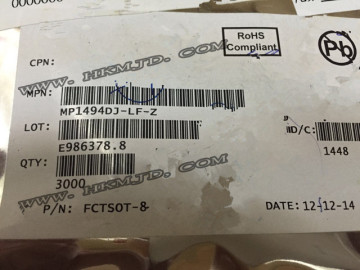 RoHS
Compliant
Pb
CPN:
WWW.HKMJD.COM
MPN:
MP1494DJ-LF-Z
LOT:
E986378.8
D/C:
1448
QTY:
3000
P/N: FCTSOT-8
DATE: 12-12-14
WWW.HKMJD.COM